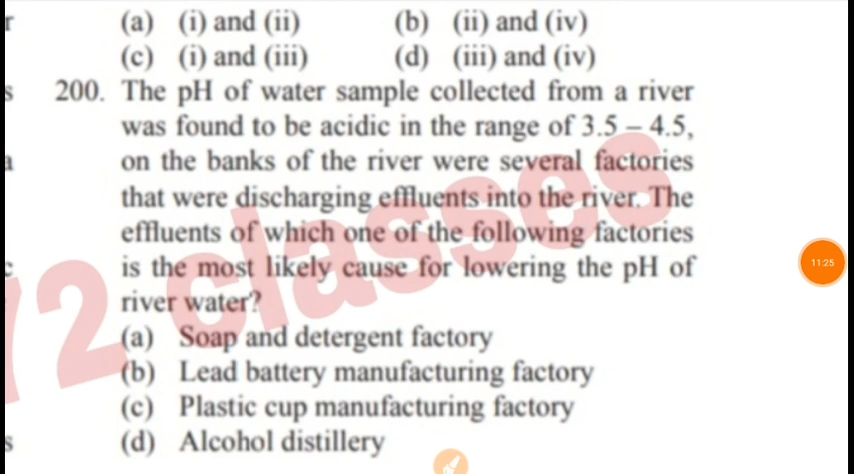 (a) (i) and (ii) (b) (ii) and (iv)
(c) (i) and (iii) (d) (iii) and (iv)
200. The pH of water sample collected from a river
was found to be acidic in the range of 3.5 – 4.5,
on the banks of the river were several factories
that were discharging effluents into the river. The
effluents of which one of the following factories
is the most likely cause for lowering the pH of
river water?
(a) Soap and detergent factory
(b) Lead battery manufacturing factory
(c) Plastic cup manufacturing factory
(d) Alcohol distillery
2 classes
11:25